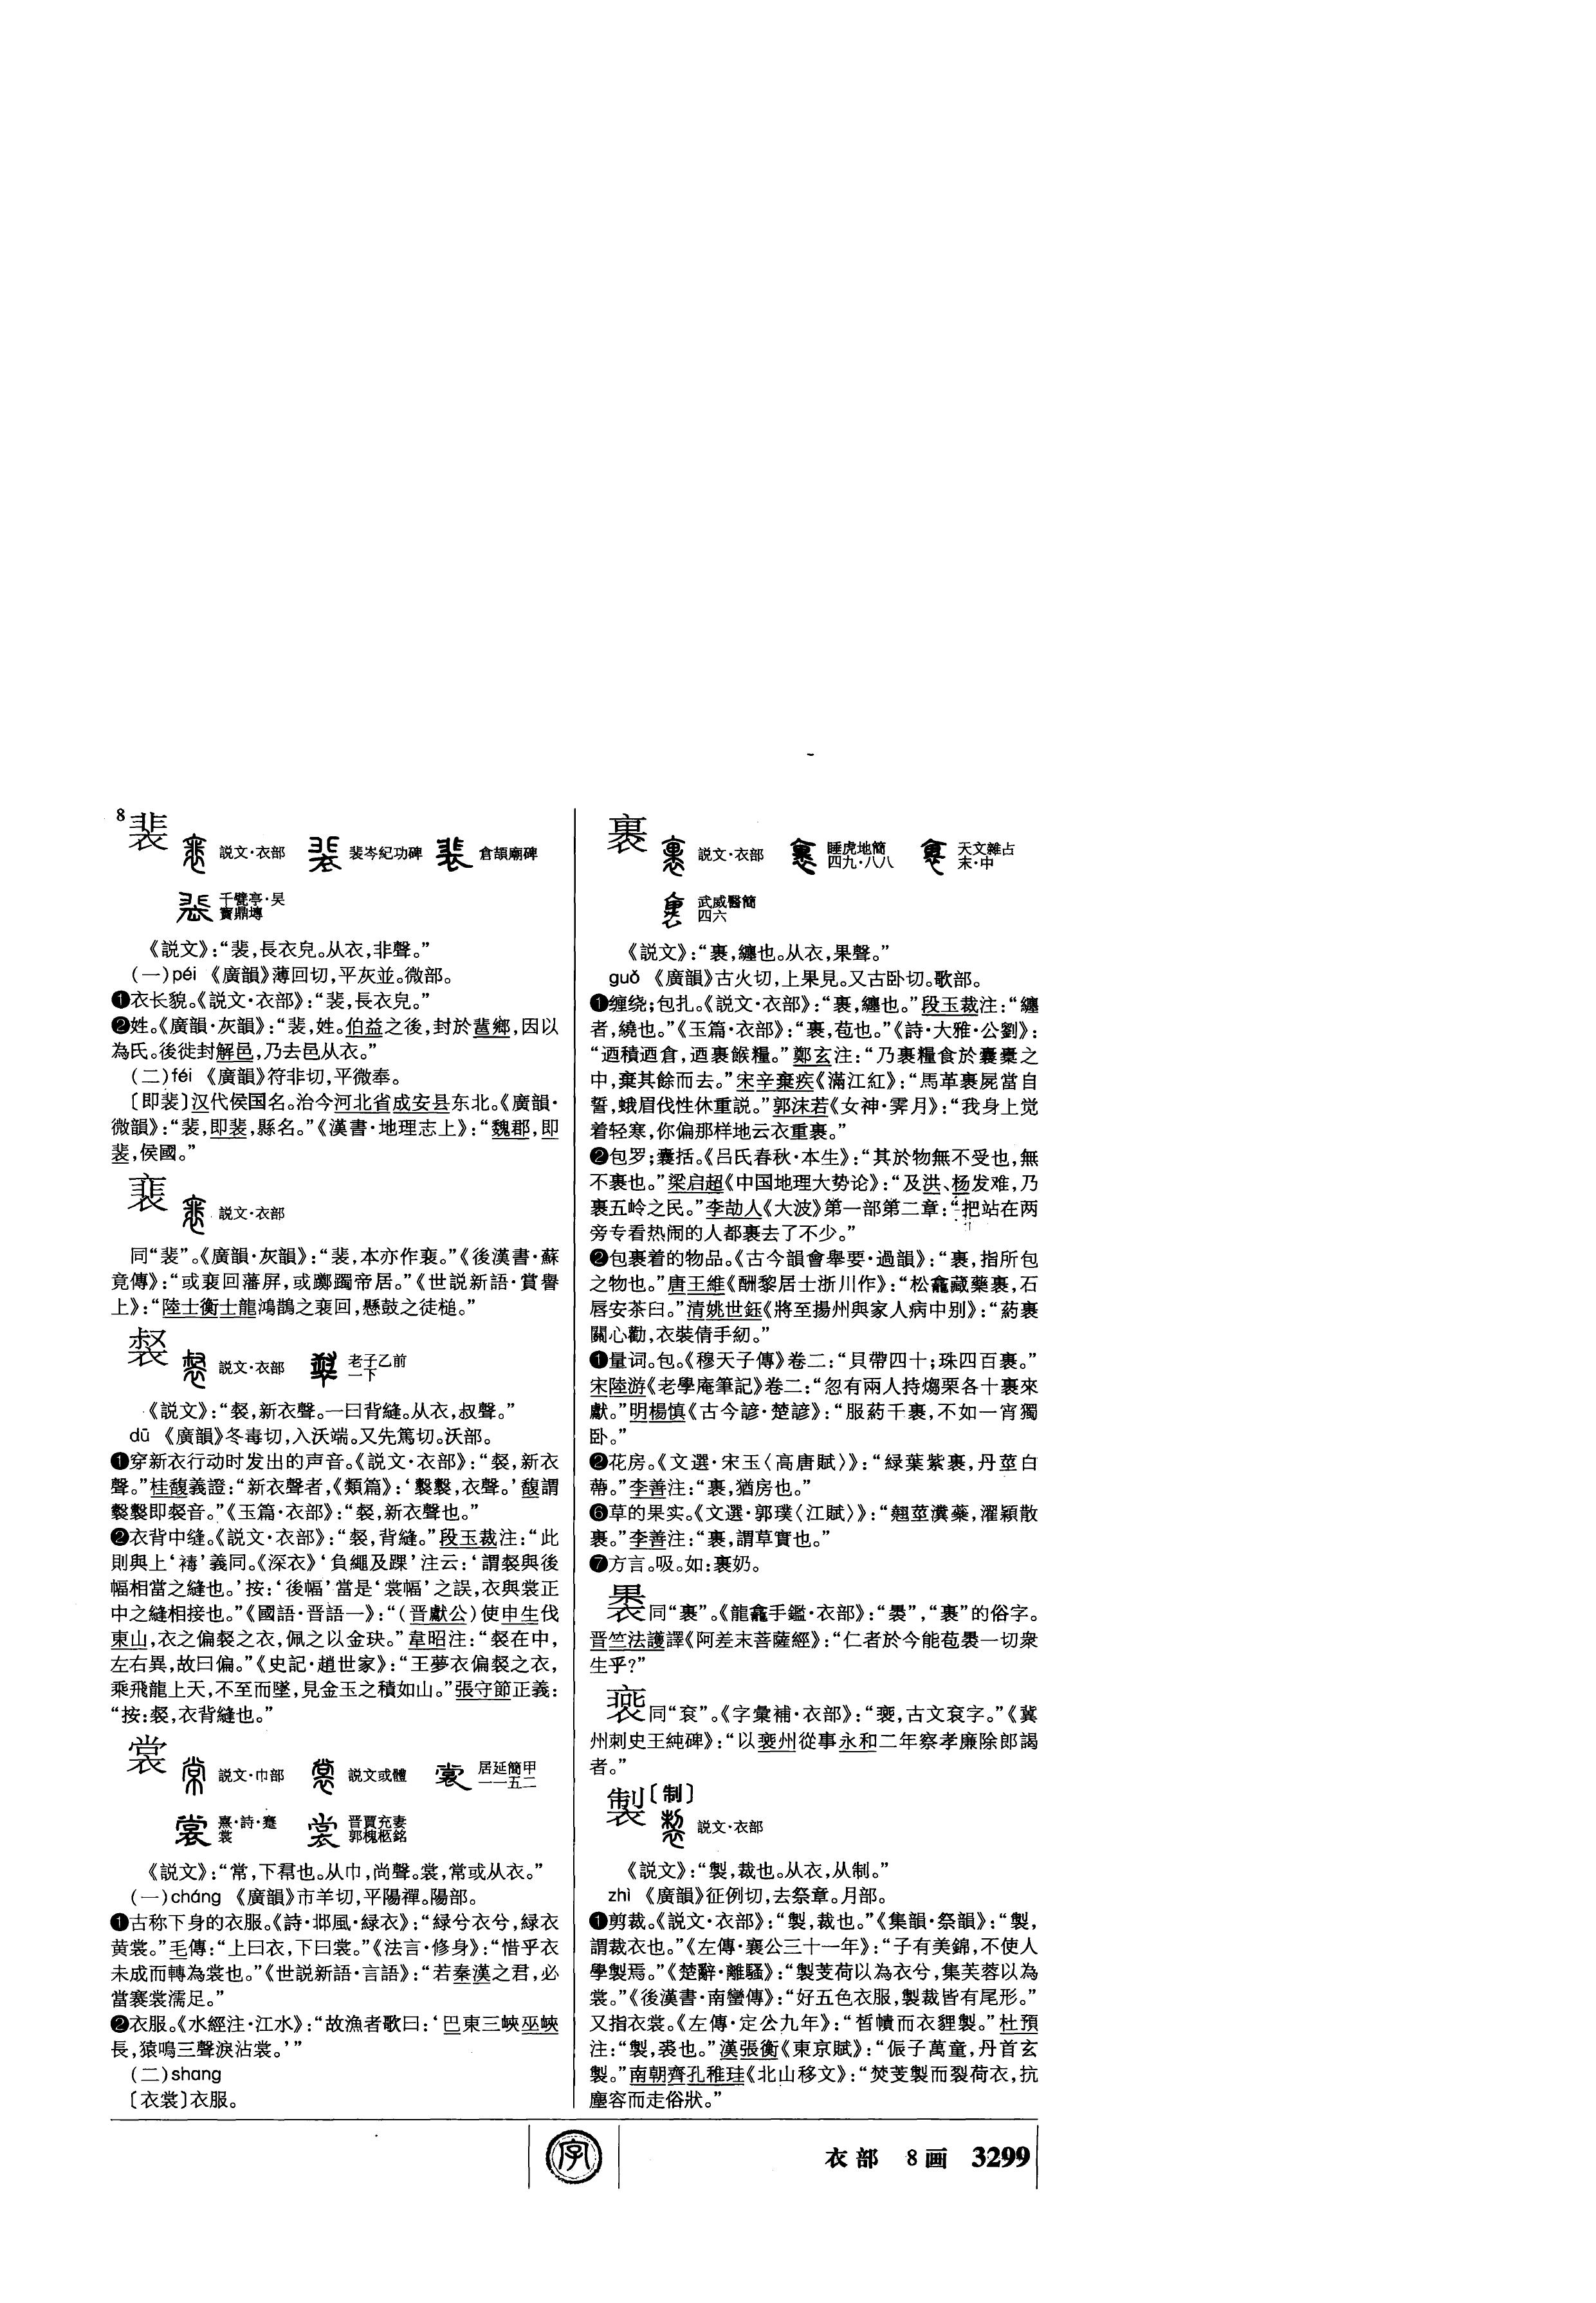 8
裴
説文·衣部 裴岑紀功碑 倉頡廟碑
千甓亭·吴
寶鼎塼
《説文》：“裴，長衣皃。从衣，非聲。”
（一）péi 《廣韻》薄回切，平灰並。微部。
❶衣长貌。《説文·衣部》：“裴，長衣皃。”
❷姓。《廣韻·灰韻》：“裴，姓。伯益之後，封於䔒鄉，因以
為氏。後徙封解邑，乃去邑从衣。”
（二）féi 《廣韻》符非切，平微奉。
〔即裴〕汉代侯国名。治今河北省成安县东北。《廣韻·
微韻》：“裴，即裴，縣名。”《漢書·地理志上》：“魏郡，即
裴，侯國。”
裵
説文·衣部
同“裴”。《廣韻·灰韻》：“裴，本亦作裵。”《後漢書·蘇
竟傳》：“或裵回藩屏，或躑躅帝居。”《世説新語·賞譽
上》：“陸士衡士龍鴻鵠之裵回，懸鼓之徒槌。”
裻
説文·衣部 老子乙前
一下
《説文》：“裻，新衣聲。一曰背縫。从衣，叔聲。”
dū 《廣韻》冬毒切，入沃端。又先篤切。沃部。
❶穿新衣行动时发出的声音。《説文·衣部》：“裻，新衣
聲。”桂馥義證：“新衣聲者，《類篇》：‘䌨䌨，衣聲。’馥謂
䌨䌨即裻音。”《玉篇·衣部》：“裻，新衣聲也。”
❷衣背中缝。《説文·衣部》：“裻，背縫。”段玉裁注：“此
則與上‘䙱’義同。《深衣》‘負繩及踝’注云：‘謂裻與後
幅相當之縫也。’按：‘後幅’當是‘裳幅’之誤，衣與裳正
中之縫相接也。”《國語·晋語一》：“（晋獻公）使申生伐
東山，衣之偏裻之衣，佩之以金玦。”韋昭注：“裻在中，
左右異，故曰偏。”《史記·趙世家》：“王夢衣偏裻之衣，
乘飛龍上天，不至而墜，見金玉之積如山。”張守節正義：
“按：裻，衣背縫也。”
裳
説文·巾部 説文或體 居延簡甲
一一五二
熹·詩·蹇
裳 晋賈充妻
郭槐柩銘
《説文》：“常，下帬也。从巾，尚聲。裳，常或从衣。”
（一）cháng 《廣韻》市羊切，平陽禪。陽部。
❶古称下身的衣服。《詩·邶風·緑衣》：“緑兮衣兮，緑衣
黄裳。”毛傳：“上曰衣，下曰裳。”《法言·修身》：“惜乎衣
未成而轉為裳也。”《世説新語·言語》：“若秦漢之君，必
當褰裳濡足。”
❷衣服。《水經注·江水》：“故漁者歌曰：‘巴東三峽巫峽
長，猿鳴三聲淚沾裳。’”
（二）shang
〔衣裳〕衣服。
裹
説文·衣部 睡虎地簡
四九·八八 天文雜占
末·中
武威醫簡
四六
《説文》：“裹，纏也。从衣，果聲。”
guǒ 《廣韻》古火切，上果見。又古卧切。歌部。
❶缠绕；包扎。《説文·衣部》：“裹，纏也。”段玉裁注：“纏
者，繞也。”《玉篇·衣部》：“裹，苞也。”《詩·大雅·公劉》：
“迺積迺倉，迺裹餱糧。”鄭玄注：“乃裹糧食於囊橐之
中，棄其餘而去。”宋辛棄疾《滿江紅》：“馬革裹屍當自
誓，蛾眉伐性休重説。”郭沫若《女神·霁月》：“我身上觉
着轻寒，你偏那样地云衣重裹。”
❷包罗；囊括。《吕氏春秋·本生》：“其於物無不受也，無
不裹也。”梁启超《中国地理大势论》：“及洪、杨发难，乃
裹五岭之民。”李劼人《大波》第一部第二章：“把站在两
旁专看热闹的人都裹去了不少。”
❷包裹着的物品。《古今韻會舉要·過韻》：“裹，指所包
之物也。”唐王維《酬黎居士淅川作》：“松龕藏藥裹，石
唇安茶臼。”清姚世鈺《將至揚州與家人病中别》：“葯裹
關心勸，衣裝倩手紉。”
❶量词。包。《穆天子傳》卷二：“貝帶四十；珠四百裹。”
宋陸游《老學庵筆記》卷二：“忽有兩人持煼栗各十裹來
獻。”明楊慎《古今諺·楚諺》：“服葯千裹，不如一宵獨
卧。”
❷花房。《文選·宋玉〈高唐賦〉》：“緑葉紫裹，丹莖白
蔕。”李善注：“裹，猶房也。”
❻草的果实。《文選·郭璞〈江賦〉》：“翹莖瀵蘂，濯穎散
裹。”李善注：“裹，謂草實也。”
❼方言。吸。如：裹奶。
褁同“裹”。《龍龕手鑑·衣部》：“褁”，“裹”的俗字。
晋竺法護譯《阿差末菩薩經》：“仁者於今能苞褁一切衆
生乎？”
同“衮”。《字彙補·衣部》：“，古文衮字。”《冀
州刺史王純碑》：“以州從事永和二年察孝廉除郎謁
者。”
製〔制〕
説文·衣部
《説文》：“製，裁也。从衣，从制。”
zhì 《廣韻》征例切，去祭章。月部。
❶剪裁。《説文·衣部》：“製，裁也。”《集韻·祭韻》：“製，
謂裁衣也。”《左傳·襄公三十一年》：“子有美錦，不使人
學製焉。”《楚辭·離騷》：“製芰荷以為衣兮，集芙蓉以為
裳。”《後漢書·南蠻傳》：“好五色衣服，製裁皆有尾形。”
又指衣裳。《左傳·定公九年》：“皙幘而衣貍製。”杜預
注：“製，裘也。”漢張衡《東京賦》：“侲子萬童，丹首玄
製。”南朝齊孔稚珪《北山移文》：“焚芰製而裂荷衣，抗
塵容而走俗狀。”
字
衣部 8画 3299